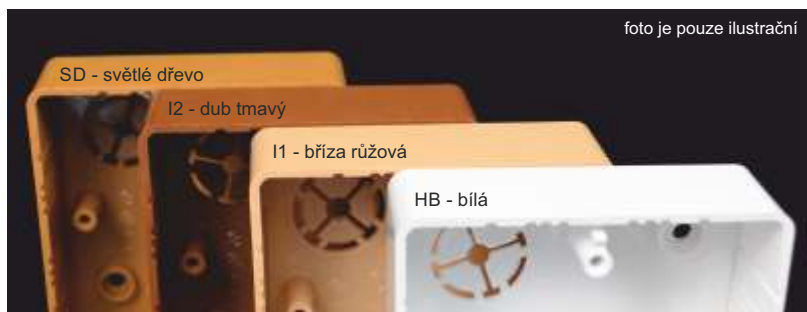 foto je pouze ilustrační
SD - světlé dřevo
I2 - dub tmavý
I1 - bříza růžová
HB - bílá